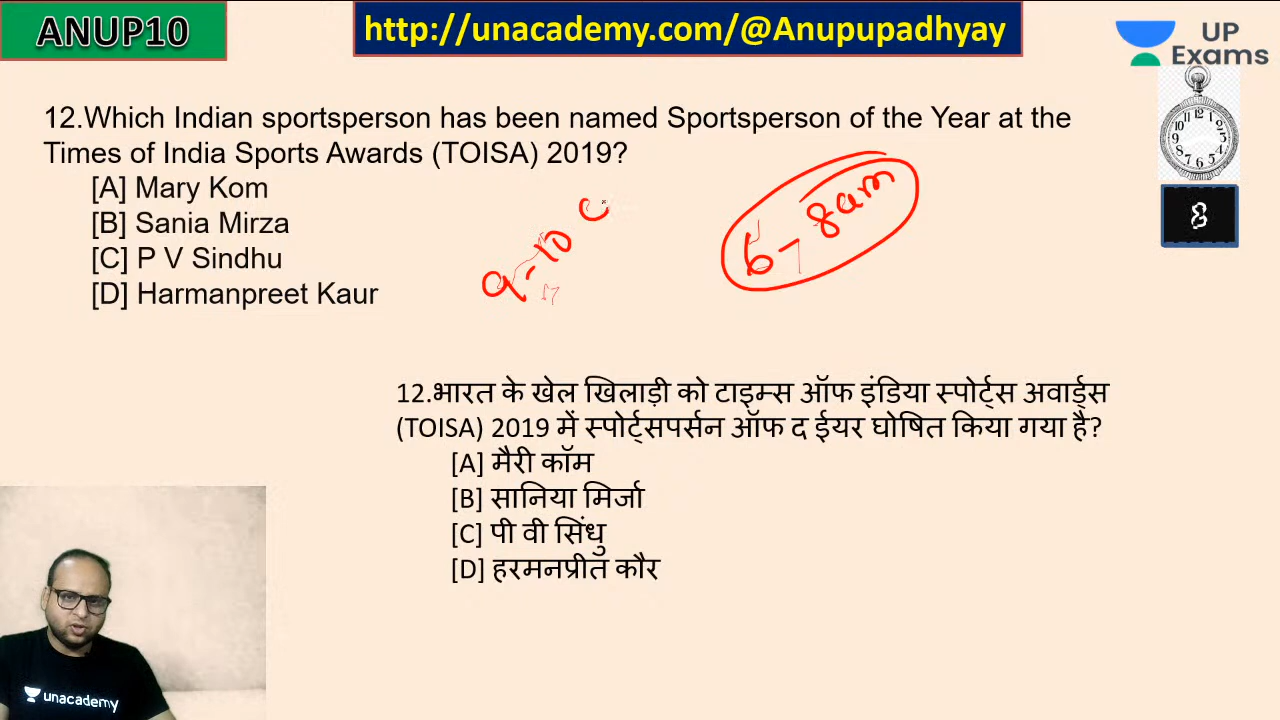 ANUP10
http://unacademy.com/@Anupupadhyay
UP
Exams
12.Which Indian sportsperson has been named Sportsperson of the Year at the
Times of India Sports Awards (TOISA) 2019?
[A] Mary Kom
[B] Sania Mirza
[C] P V Sindhu
[D] Harmanpreet Kaur
9-10
8am
8
12.भारत के खेल खिलाड़ी को टाइम्स ऑफ इंडिया स्पोर्ट्स अवार्ड्स
(TOISA) 2019 में स्पोर्ट्सपर्सन ऑफ द ईयर घोषित किया गया है?
[A] मैरी कॉम
[B] सानिया मिर्जा
[C] पी वी सिंधु
[D] हरमनप्रीत कौर
unacademy